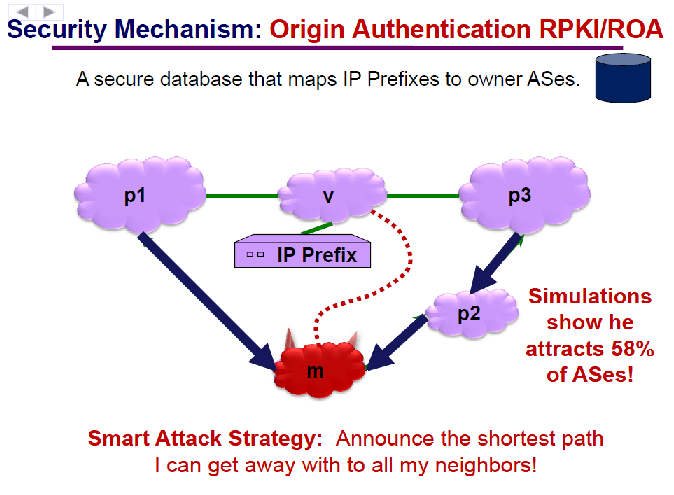 Security Mechanism: Origin Authentication RPKI/ROA
A secure database that maps IP Prefixes to owner ASes.
p1
v
p3
IP Prefix
p2
Simulations
show he
attracts 58%
of ASes!
m
Smart Attack Strategy: Announce the shortest path
I can get away with to all my neighbors!